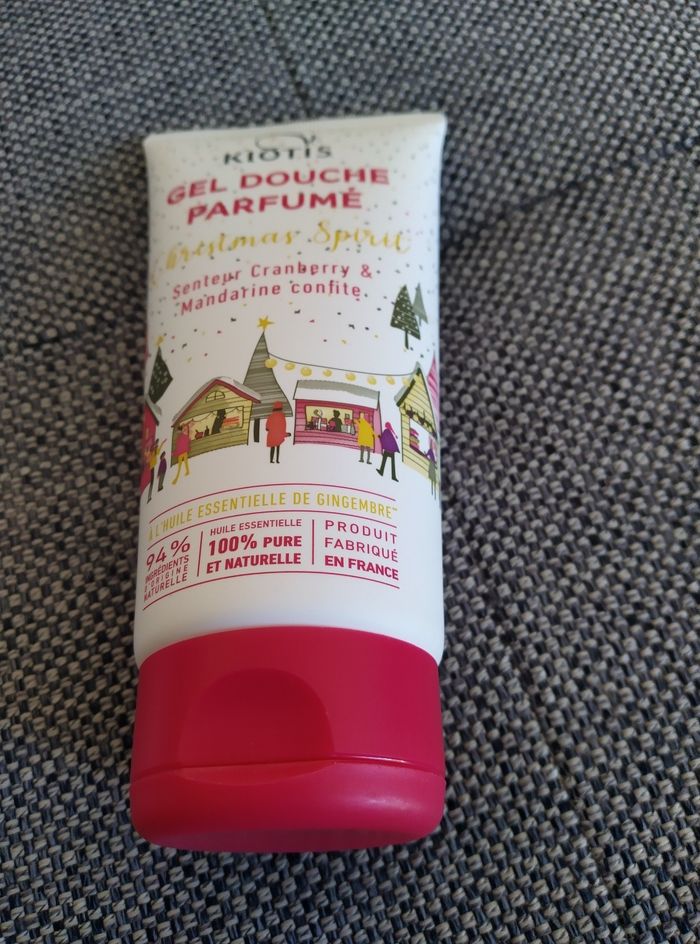 KIOTIS
GEL DOUCHE
PARFUMÉ
Christmas Spirit
Senteur Cranberry &
Mandarine confite
À L'HUILE ESSENTIELLE DE GINGEMBRE**
94%
INGRÉDIENTS
D'ORIGINE
NATURELLE
HUILE ESSENTIELLE
100% PURE
ET NATURELLE
PRODUIT
FABRIQUÉ
EN FRANCE